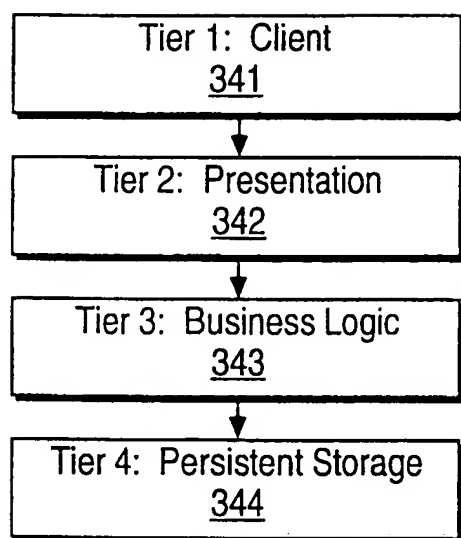 Tier 1: Client
341
Tier 2: Presentation
342
Tier 3: Business Logic
343
Tier 4: Persistent Storage
344